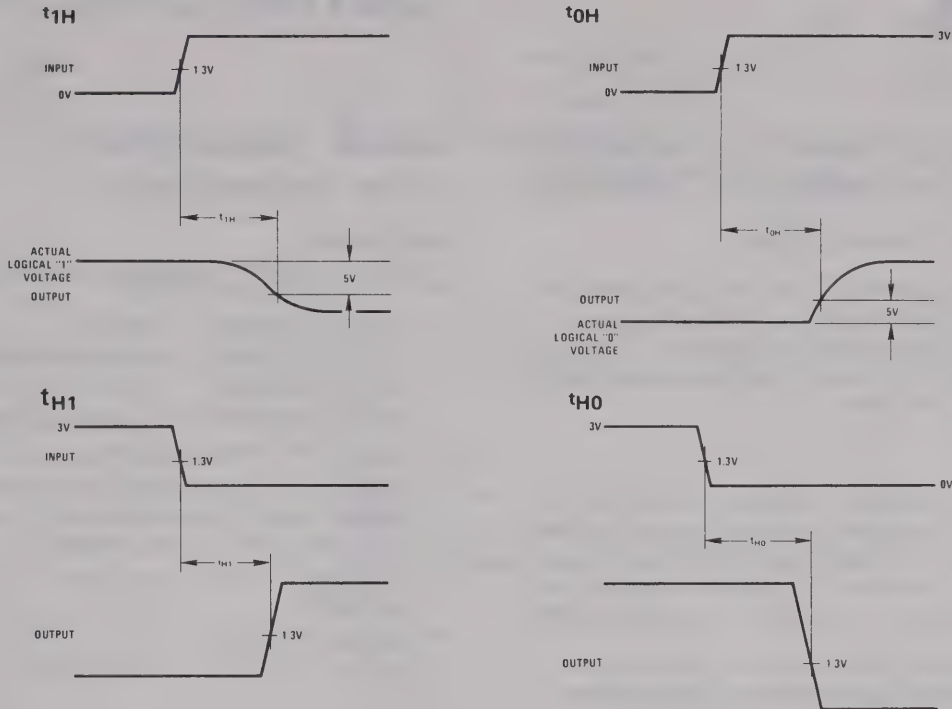 t1H
INPUT
1 3V
0V
t1H
ACTUAL
LOGICAL "1"
VOLTAGE
5V
OUTPUT
t0H
3V
INPUT
1 3V
0V
t0H
OUTPUT
5V
ACTUAL
LOGICAL "0"
VOLTAGE
tH1
3V
INPUT
1.3V
tH1
OUTPUT
1 3V
tH0
3V
1.3V
0V
tH0
OUTPUT
1 3V